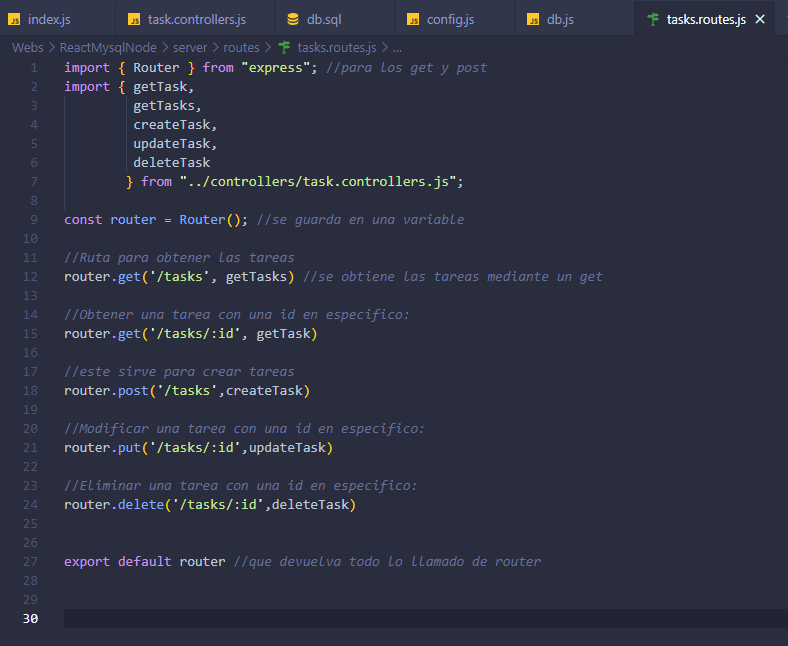 JS index.js JS task.controllers.js db.sql JS config.js JS db.js tasks.routes.js ×
Webs > ReactMysqlNode > server > routes > tasks.routes.js > ...
1 import { Router } from "express"; //para los get y post
2 import { getTask,
3 getTasks,
4 createTask,
5 updateTask,
6 deleteTask
7 } from "../controllers/task.controllers.js";
8
9 const router = Router(); //se guarda en una variable
10
11 //Ruta para obtener las tareas
12 router.get('/tasks', getTasks) //se obtiene las tareas mediante un get
13
14 //Obtener una tarea con una id en especifico:
15 router.get('/tasks/:id', getTask)
16
17 //este sirve para crear tareas
18 router.post('/tasks',createTask)
19
20 //Modificar una tarea con una id en especifico:
21 router.put('/tasks/:id',updateTask)
22
23 //Eliminar una tarea con una id en especifico:
24 router.delete('/tasks/:id',deleteTask)
25
26
27 export default router //que devuelva todo lo llamado de router
28
29
30